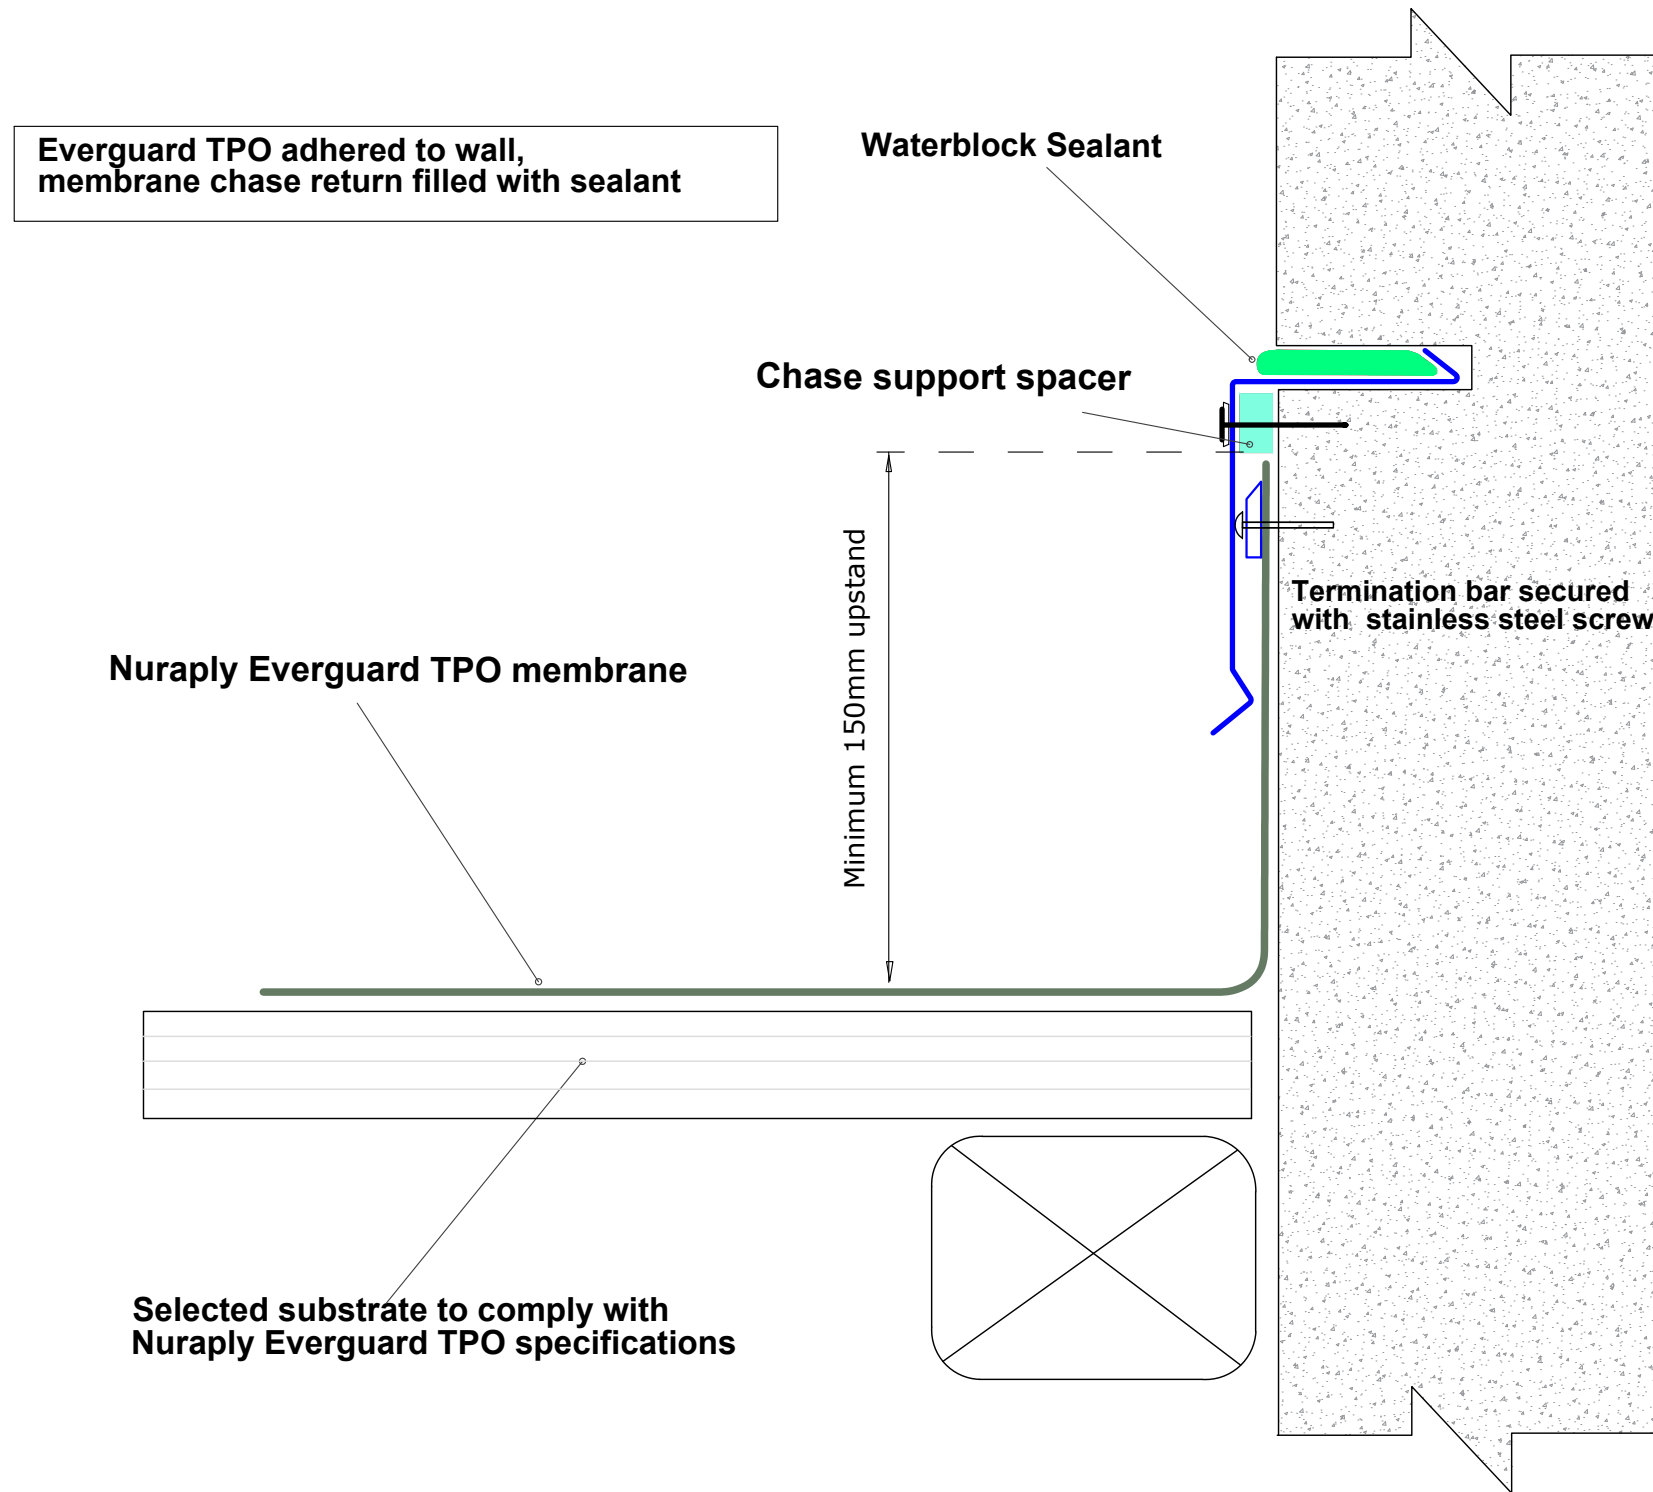 Everguard TPO adhered to wall,
membrane chase return filled with sealant
Waterblock Sealant
Chase support spacer
Minimum 150mm upstand
Termination bar secured
with stainless steel screw
Nuraply Everguard TPO membrane
Selected substrate to comply with
Nuraply Everguard TPO specifications